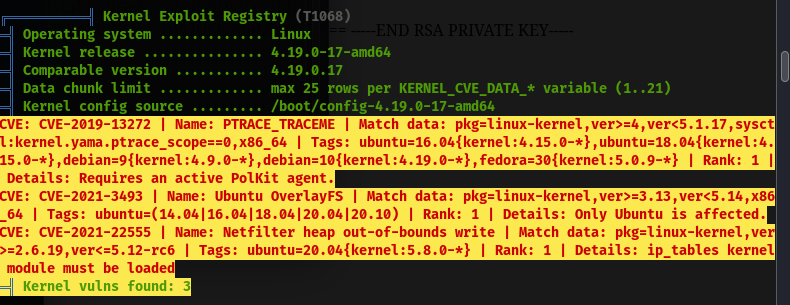 Kernel Exploit Registry (T1068)
== -----END RSA PRIVATE KEY-----
Operating system ............. Linux
Kernel release ............... 4.19.0-17-amd64
Comparable version ........... 4.19.0.17
Data chunk limit ............. max 25 rows per KERNEL_CVE_DATA_* variable (1..21)
Kernel config source ......... /boot/config-4.19.0-17-amd64
CVE: CVE-2019-13272 | Name: PTRACE_TRACEME | Match data: pkg=linux-kernel,ver>=4,ver<5.1.17,sysct
l:kernel.yama.ptrace_scope==0,x86_64 | Tags: ubuntu=16.04{kernel:4.15.0-*},ubuntu=18.04{kernel:4.
15.0-*},debian=9{kernel:4.9.0-*},debian=10{kernel:4.19.0-*},fedora=30{kernel:5.0.9-*} | Rank: 1 |
Details: Requires an active PolKit agent.
CVE: CVE-2021-3493 | Name: Ubuntu OverlayFS | Match data: pkg=linux-kernel,ver>=3.13,ver<5.14,x86
_64 | Tags: ubuntu=(14.04|16.04|18.04|20.04|20.10) | Rank: 1 | Details: Only Ubuntu is affected.
CVE: CVE-2021-22555 | Name: Netfilter heap out-of-bounds write | Match data: pkg=linux-kernel,ver
>=2.6.19,ver<=5.12-rc6 | Tags: ubuntu=20.04{kernel:5.8.0-*} | Rank: 1 | Details: ip_tables kernel
module must be loaded
Kernel vulns found: 3